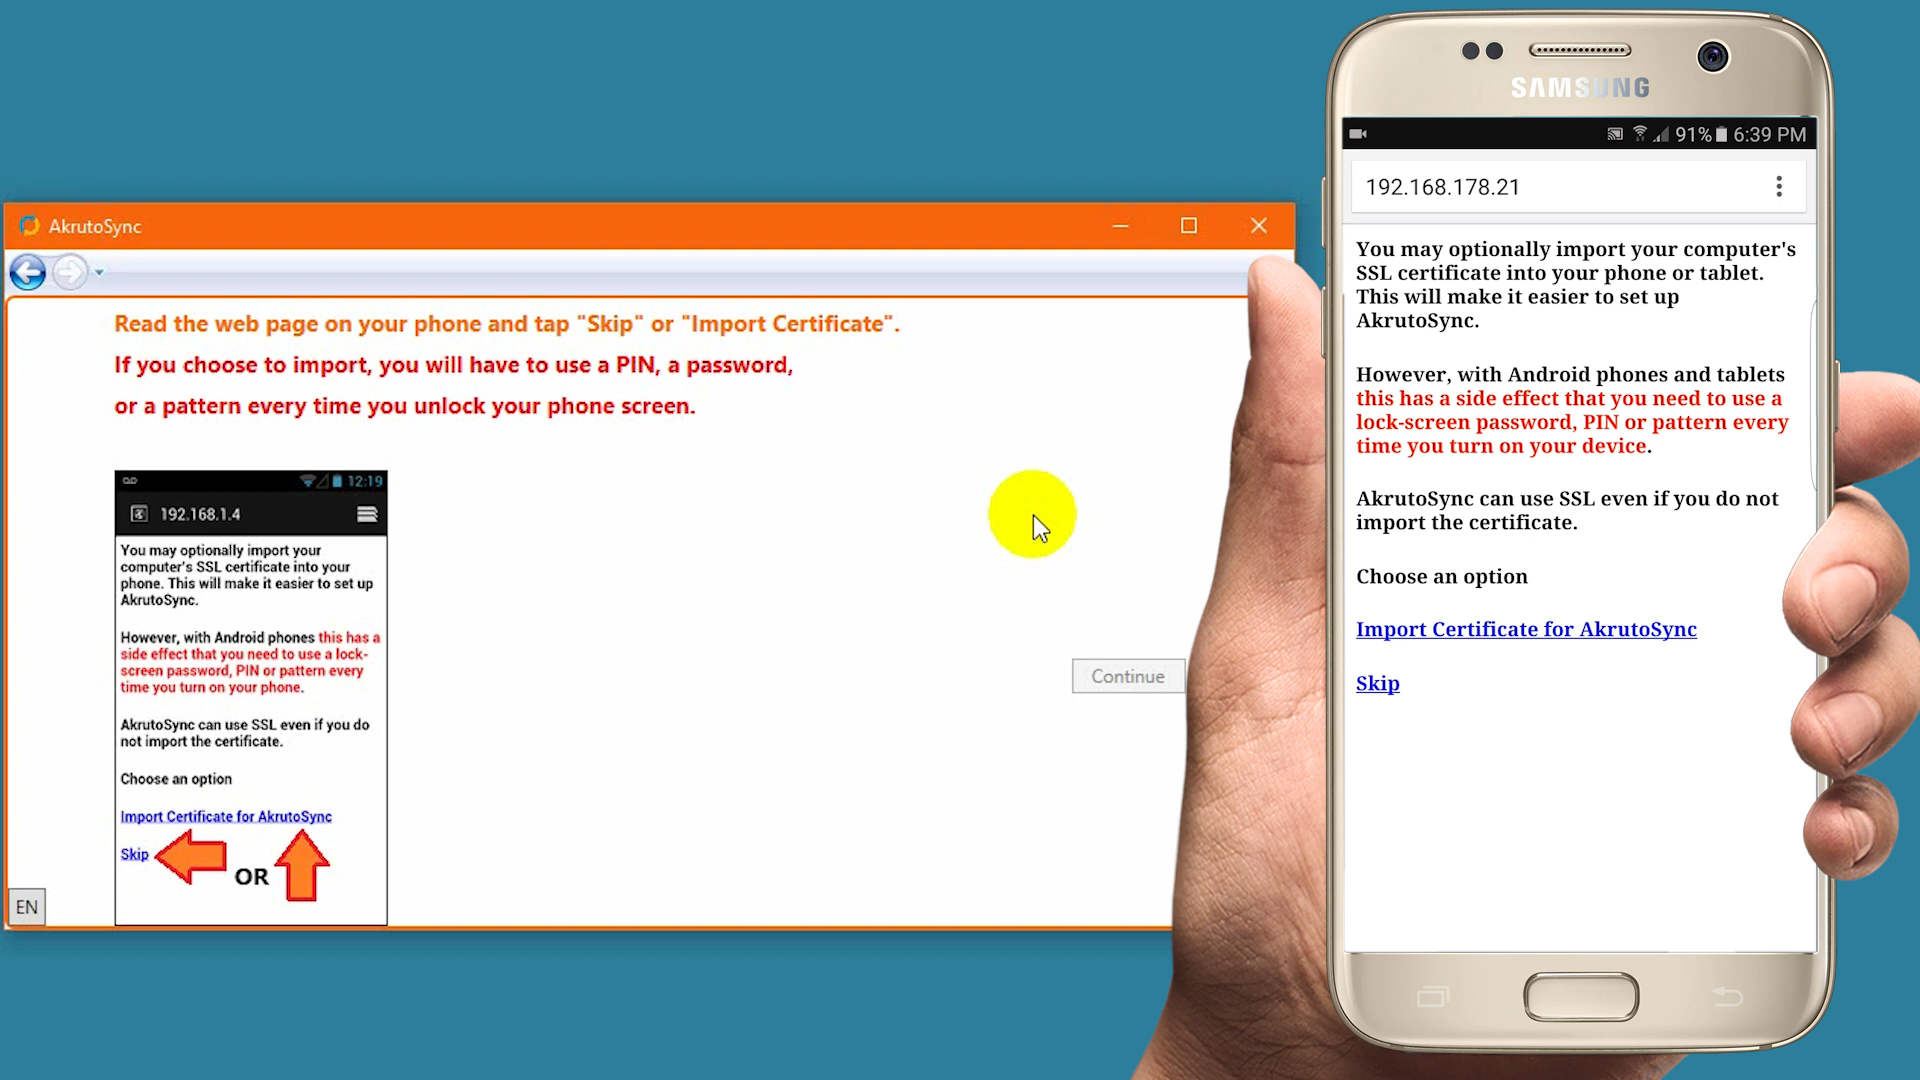 AkrutoSync
Read the web page on your phone and tap "Skip" or "Import Certificate".
If you choose to import, you will have to use a PIN, a password,
or a pattern every time you unlock your phone screen.
12:19
192.168.1.4
You may optionally import your
computer's SSL certificate into your
phone. This will make it easier to set up
AkrutoSync.
However, with Android phones this has a
side effect that you need to use a lock-
screen password, PIN or pattern every
time you turn on your phone.
AkrutoSync can use SSL even if you do
not import the certificate.
Choose an option
Import Certificate for AkrutoSync
Skip
OR
Continue
EN
SAMSUNG
91% 6:39 PM
192.168.178.21
You may optionally import your computer's
SSL certificate into your phone or tablet.
This will make it easier to set up
AkrutoSync.
However, with Android phones and tablets
this has a side effect that you need to use a
lock-screen password, PIN or pattern every
time you turn on your device.
AkrutoSync can use SSL even if you do not
import the certificate.
Choose an option
Import Certificate for AkrutoSync
Skip